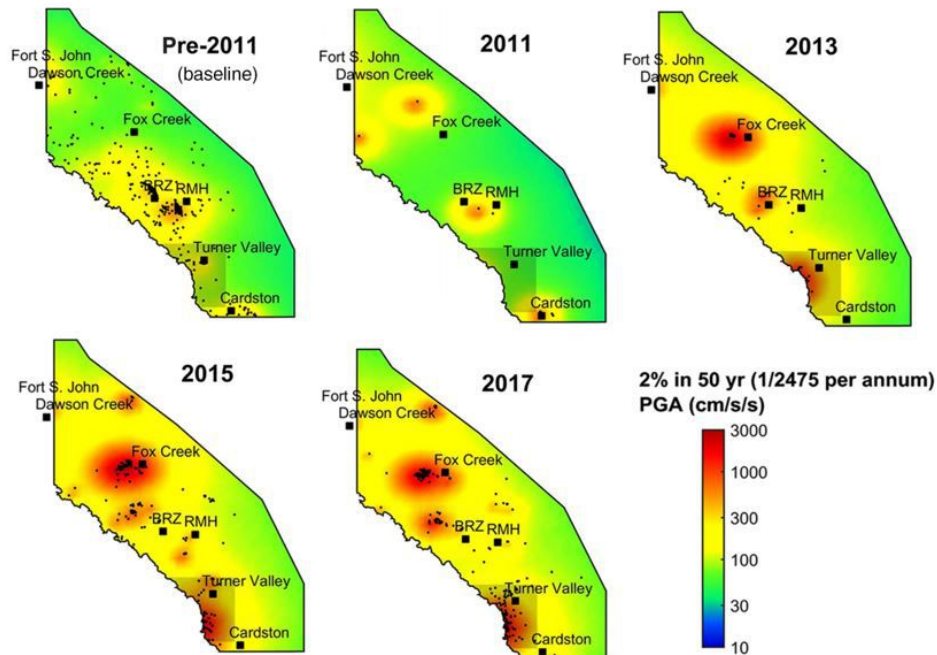 Pre-2011
(baseline)
Fort S. John
Dawson Creek
Fox Creek
BRZ RMH
Turner Valley
Cardston
2011
Fort S. John
Dawson Creek
Fox Creek
BRZ RMH
Turner Valley
Cardston
2013
Fort S. John
Dawson Creek
Fox Creek
BRZ RMH
Turner Valley
Cardston
2015
Fort S. John
Dawson Creek
Fox Creek
BRZ RMH
Turner Valley
Cardston
2017
Fort S. John
Dawson Creek
Fox Creek
BRZ RMH
Turner Valley
Cardston
2% in 50 yr (1/2475 per annum)
PGA (cm/s/s)
3000
1000
300
100
30
10